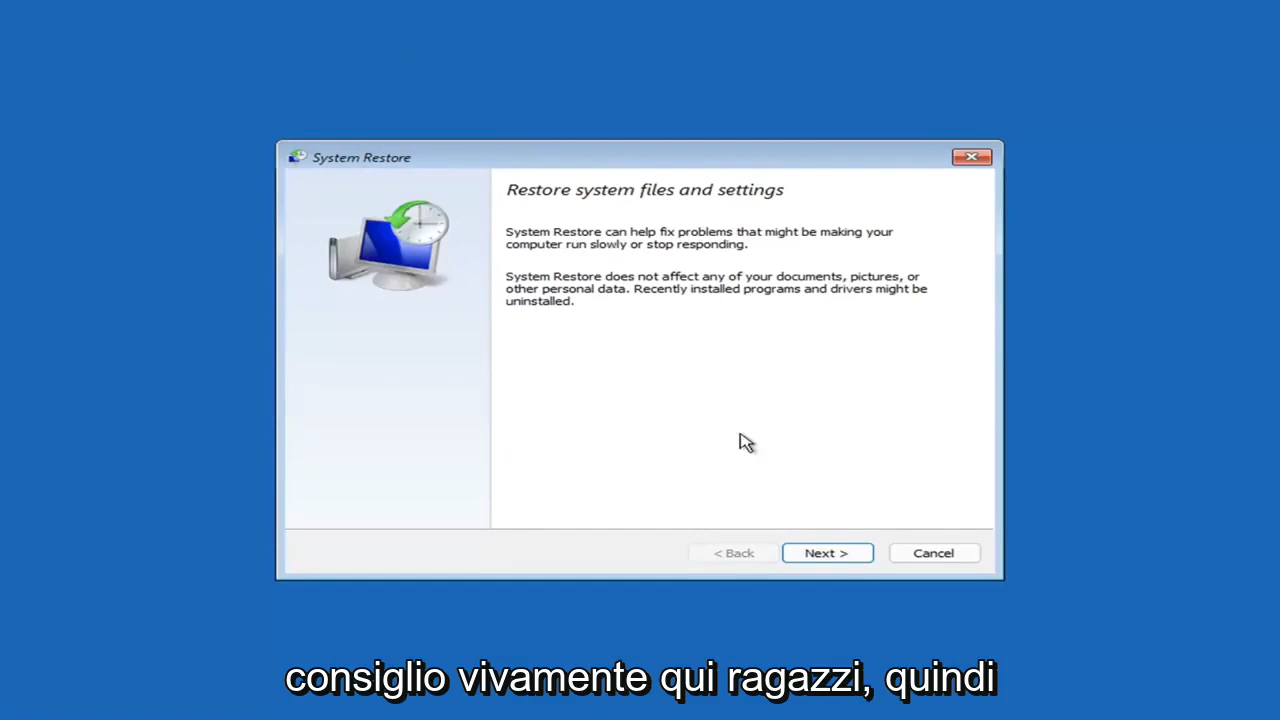 System Restore
Restore system files and settings
System Restore can help fix problems that might be making your
computer run slowly or stop responding.
System Restore does not affect any of your documents, pictures, or
other personal data. Recently installed programs and drivers might be
uninstalled.
< Back
Next >
Cancel
consiglio vivamente qui ragazzi, quindi